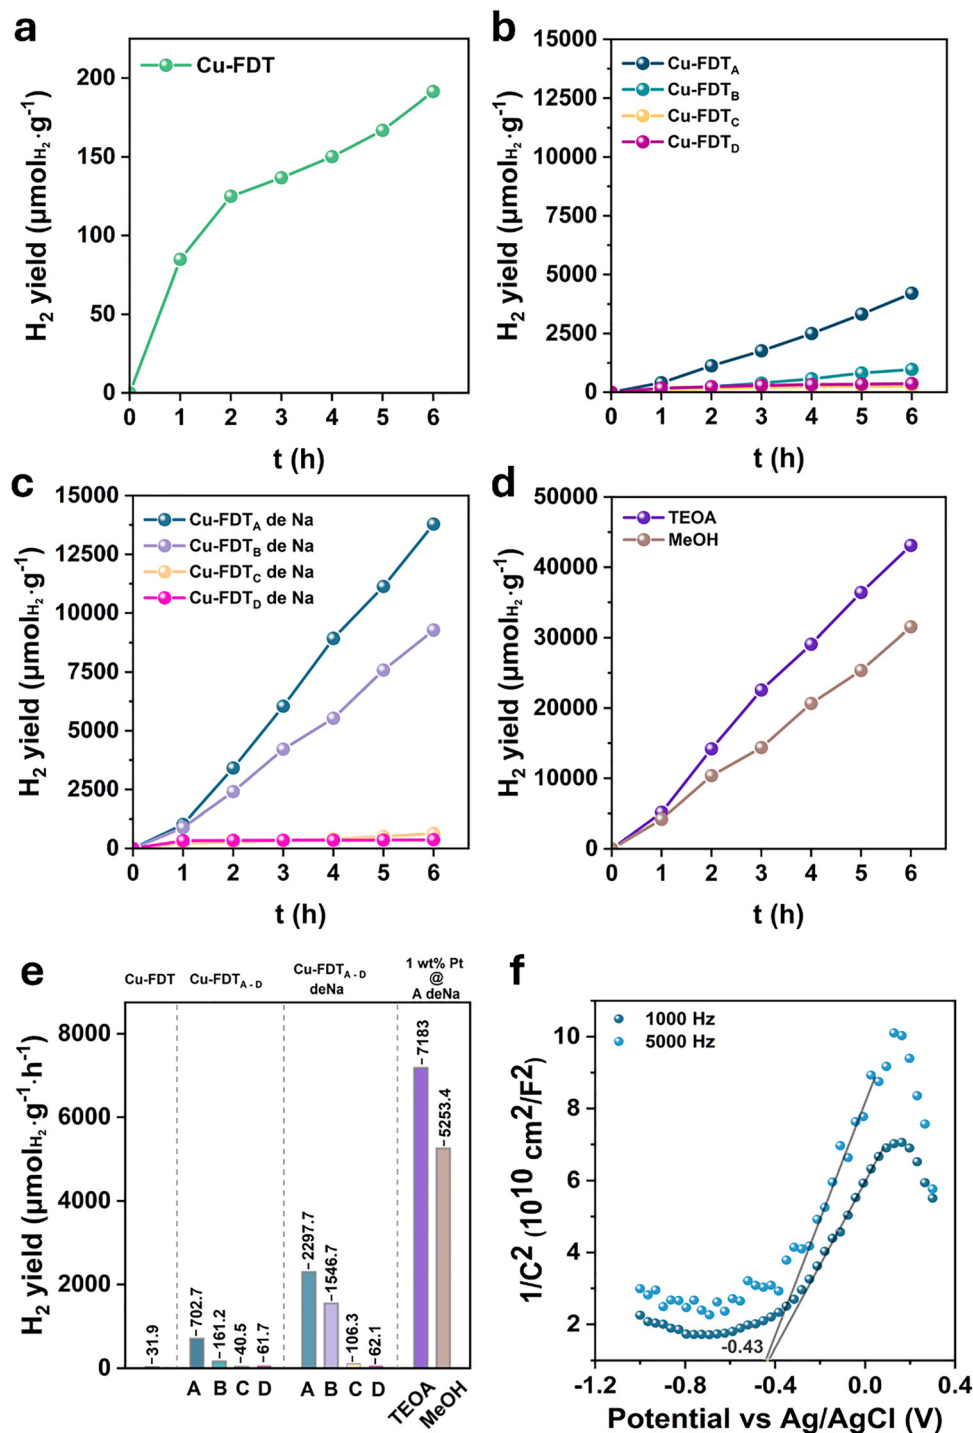 a
Cu-FDT
200
150
100
50
0
0 1 2 3 4 5 6
t (h)
H2 yield (µmolH2·g-1)
b
15000
12500
10000
7500
5000
2500
0
Cu-FDTA
Cu-FDTB
Cu-FDTC
Cu-FDTD
0 1 2 3 4 5 6
t (h)
H2 yield (µmolH2·g-1)
c
15000
12500
10000
7500
5000
2500
0
Cu-FDTA de Na
Cu-FDTB de Na
Cu-FDTC de Na
Cu-FDTD de Na
0 1 2 3 4 5 6
t (h)
H2 yield (µmolH2·g-1)
d
50000
40000
30000
20000
10000
0
TEOA
MeOH
0 1 2 3 4 5 6
t (h)
H2 yield (µmolH2·g-1)
e
Cu-FDT
Cu-FDTA-D
Cu-FDTA-D
deNa
1 wt% Pt
@
A deNa
8000
6000
4000
2000
0
31.9
702.7
161.2
40.5
61.7
2297.7
1546.7
106.3
62.1
7183
5253.4
A B C D
A B C D
TEOA
MeOH
H2 yield (µmolH2·g-1·h-1)
f
1000 Hz
5000 Hz
10
8
6
4
2
-0.43
-1.2 -0.8 -0.4 0.0 0.4
Potential vs Ag/AgCl (V)
1/C2 (1010 cm2/F2)